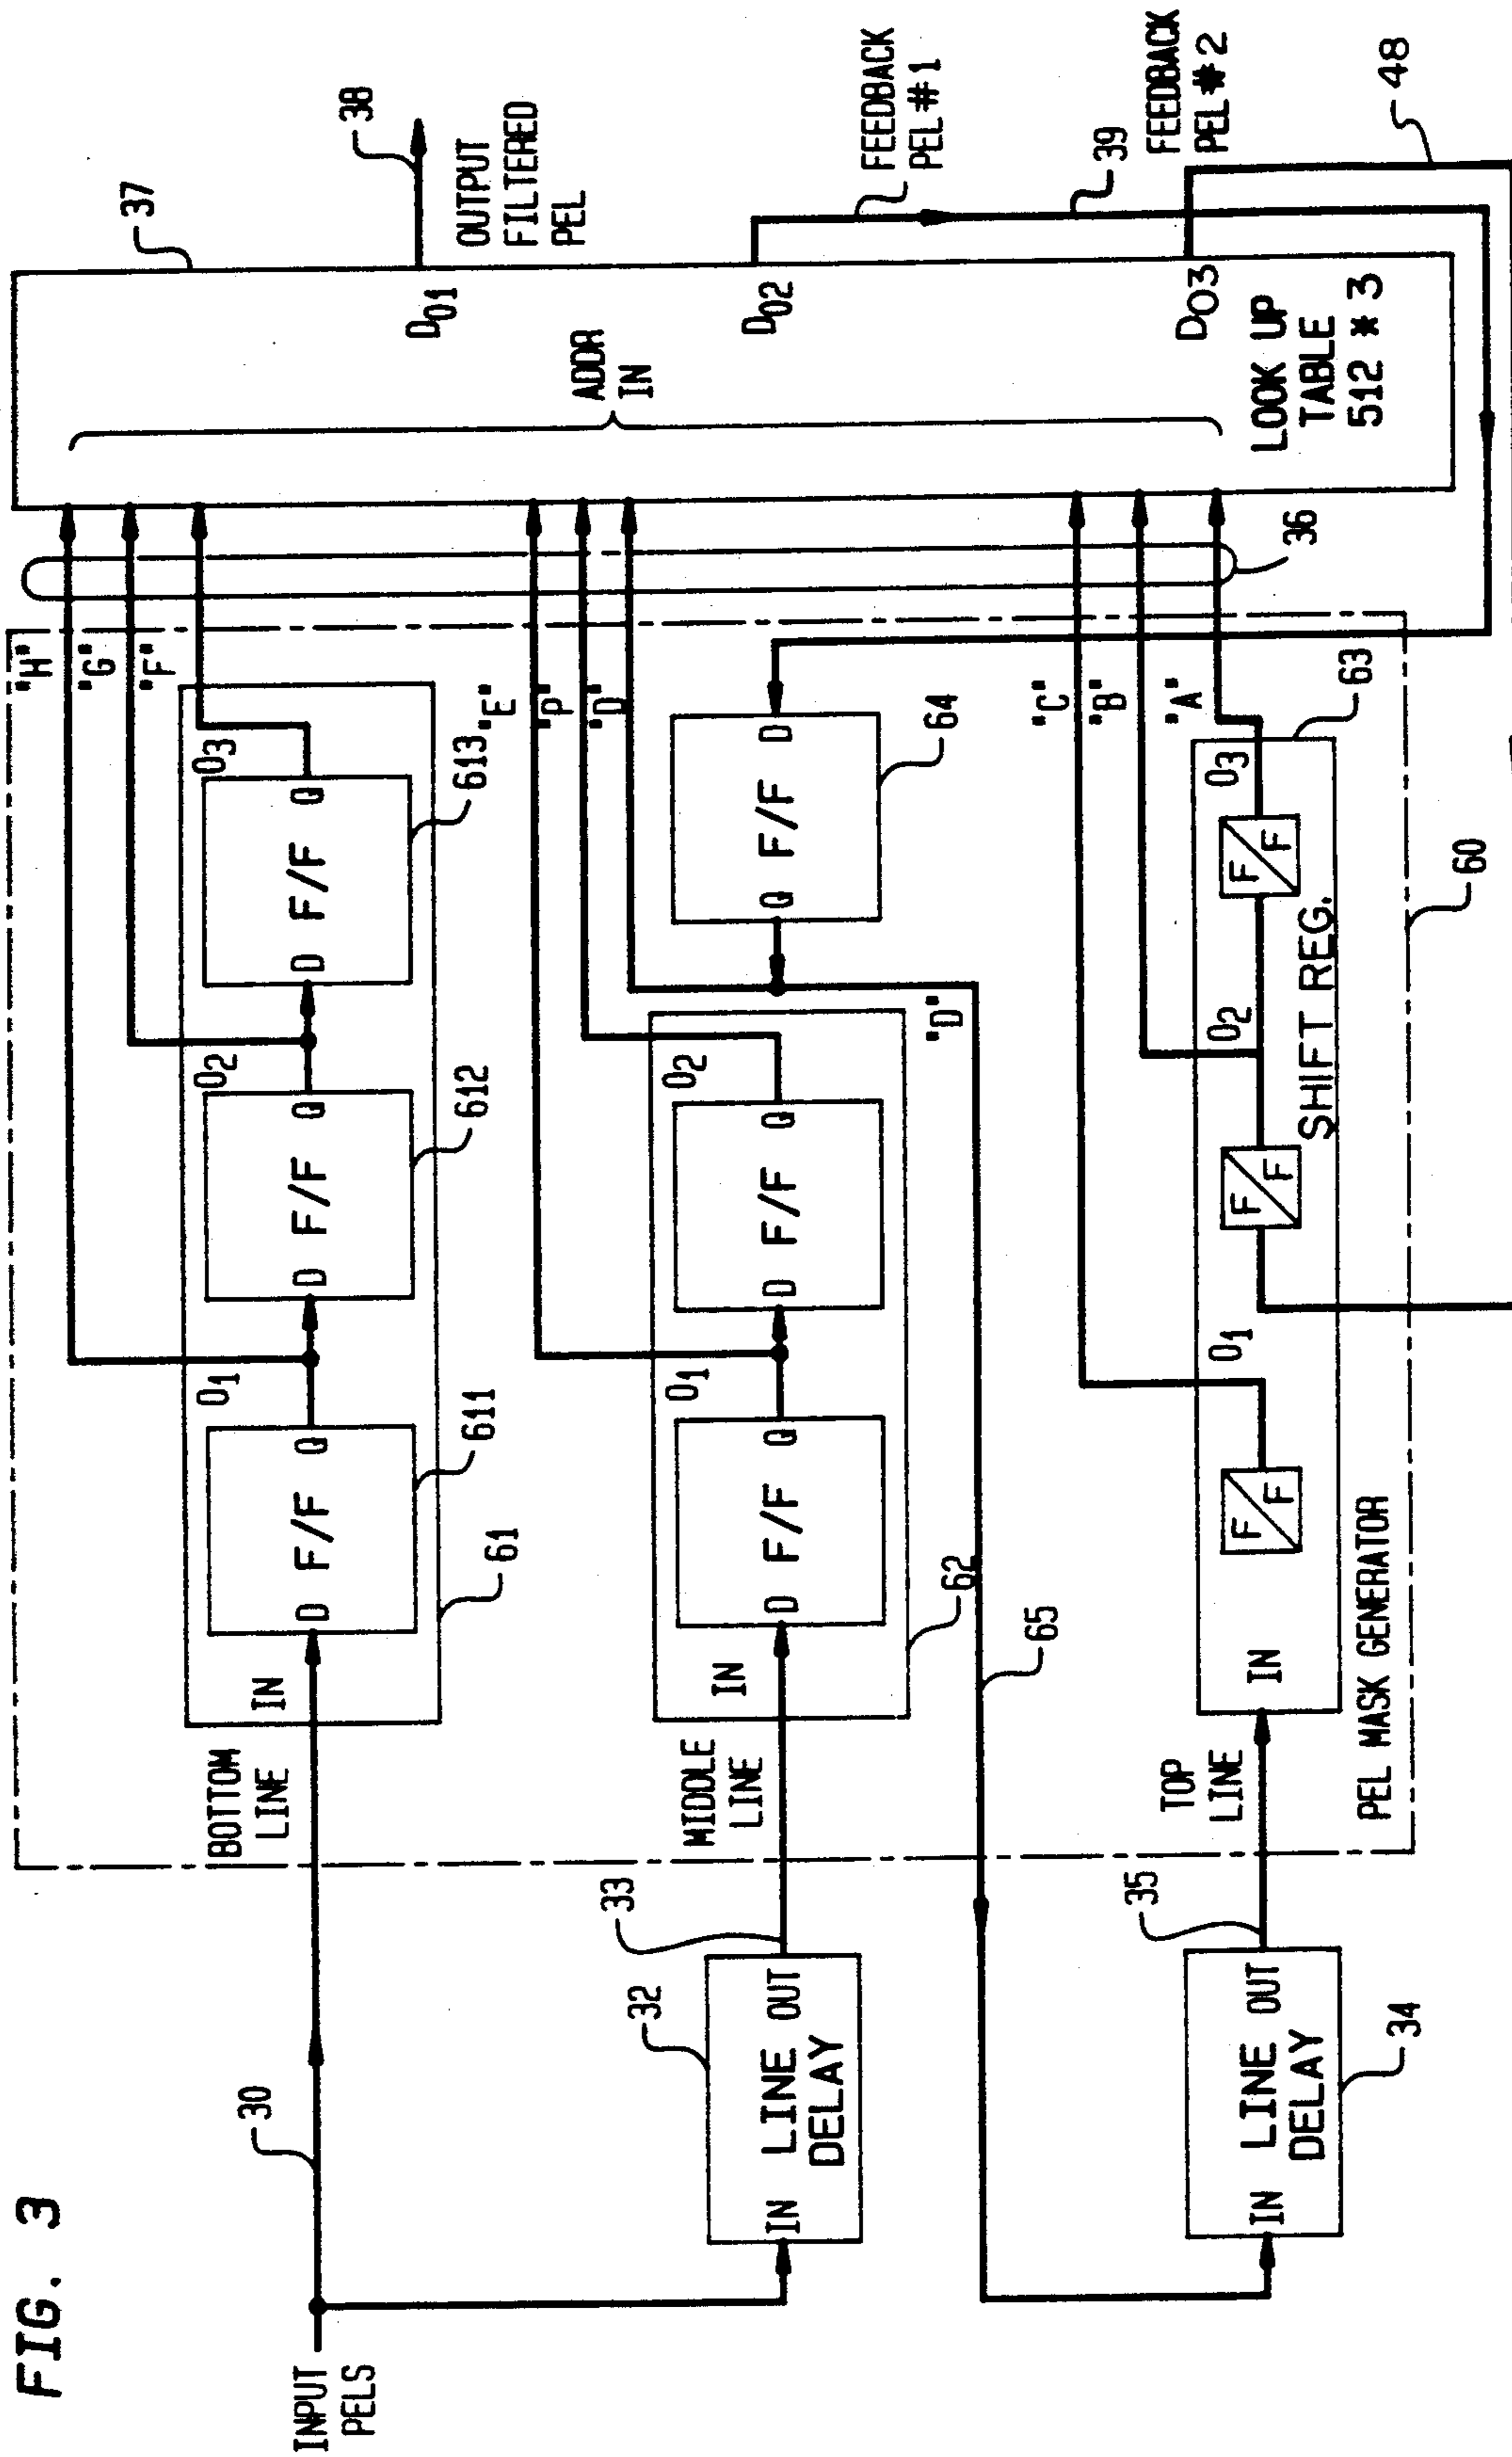 FIG. 3
INPUT
PELS
30
BOTTOM
LINE
IN
D F/F Q
611
O1
D F/F Q
612
O2
D F/F Q
613
O3
61
"H"
"G"
"F"
IN LINE OUT
DELAY
32
33
MIDDLE
LINE
IN
D F/F Q
O1
D F/F Q
O2
62
"E"
"P"
"D"
Q F/F D
64
"D"
65
IN LINE OUT
DELAY
34
35
TOP
LINE
IN
F/F
O1
F/F
O2
F/F
O3
SHIFT REG.
63
"C"
"B"
"A"
PEL MASK GENERATOR
60
36
37
ADDR
IN
DO1
DO2
DO3
LOOK UP
TABLE
512 * 3
38
OUTPUT
FILTERED
PEL
FEEDBACK
PEL #1
39
FEEDBACK
PEL #2
48